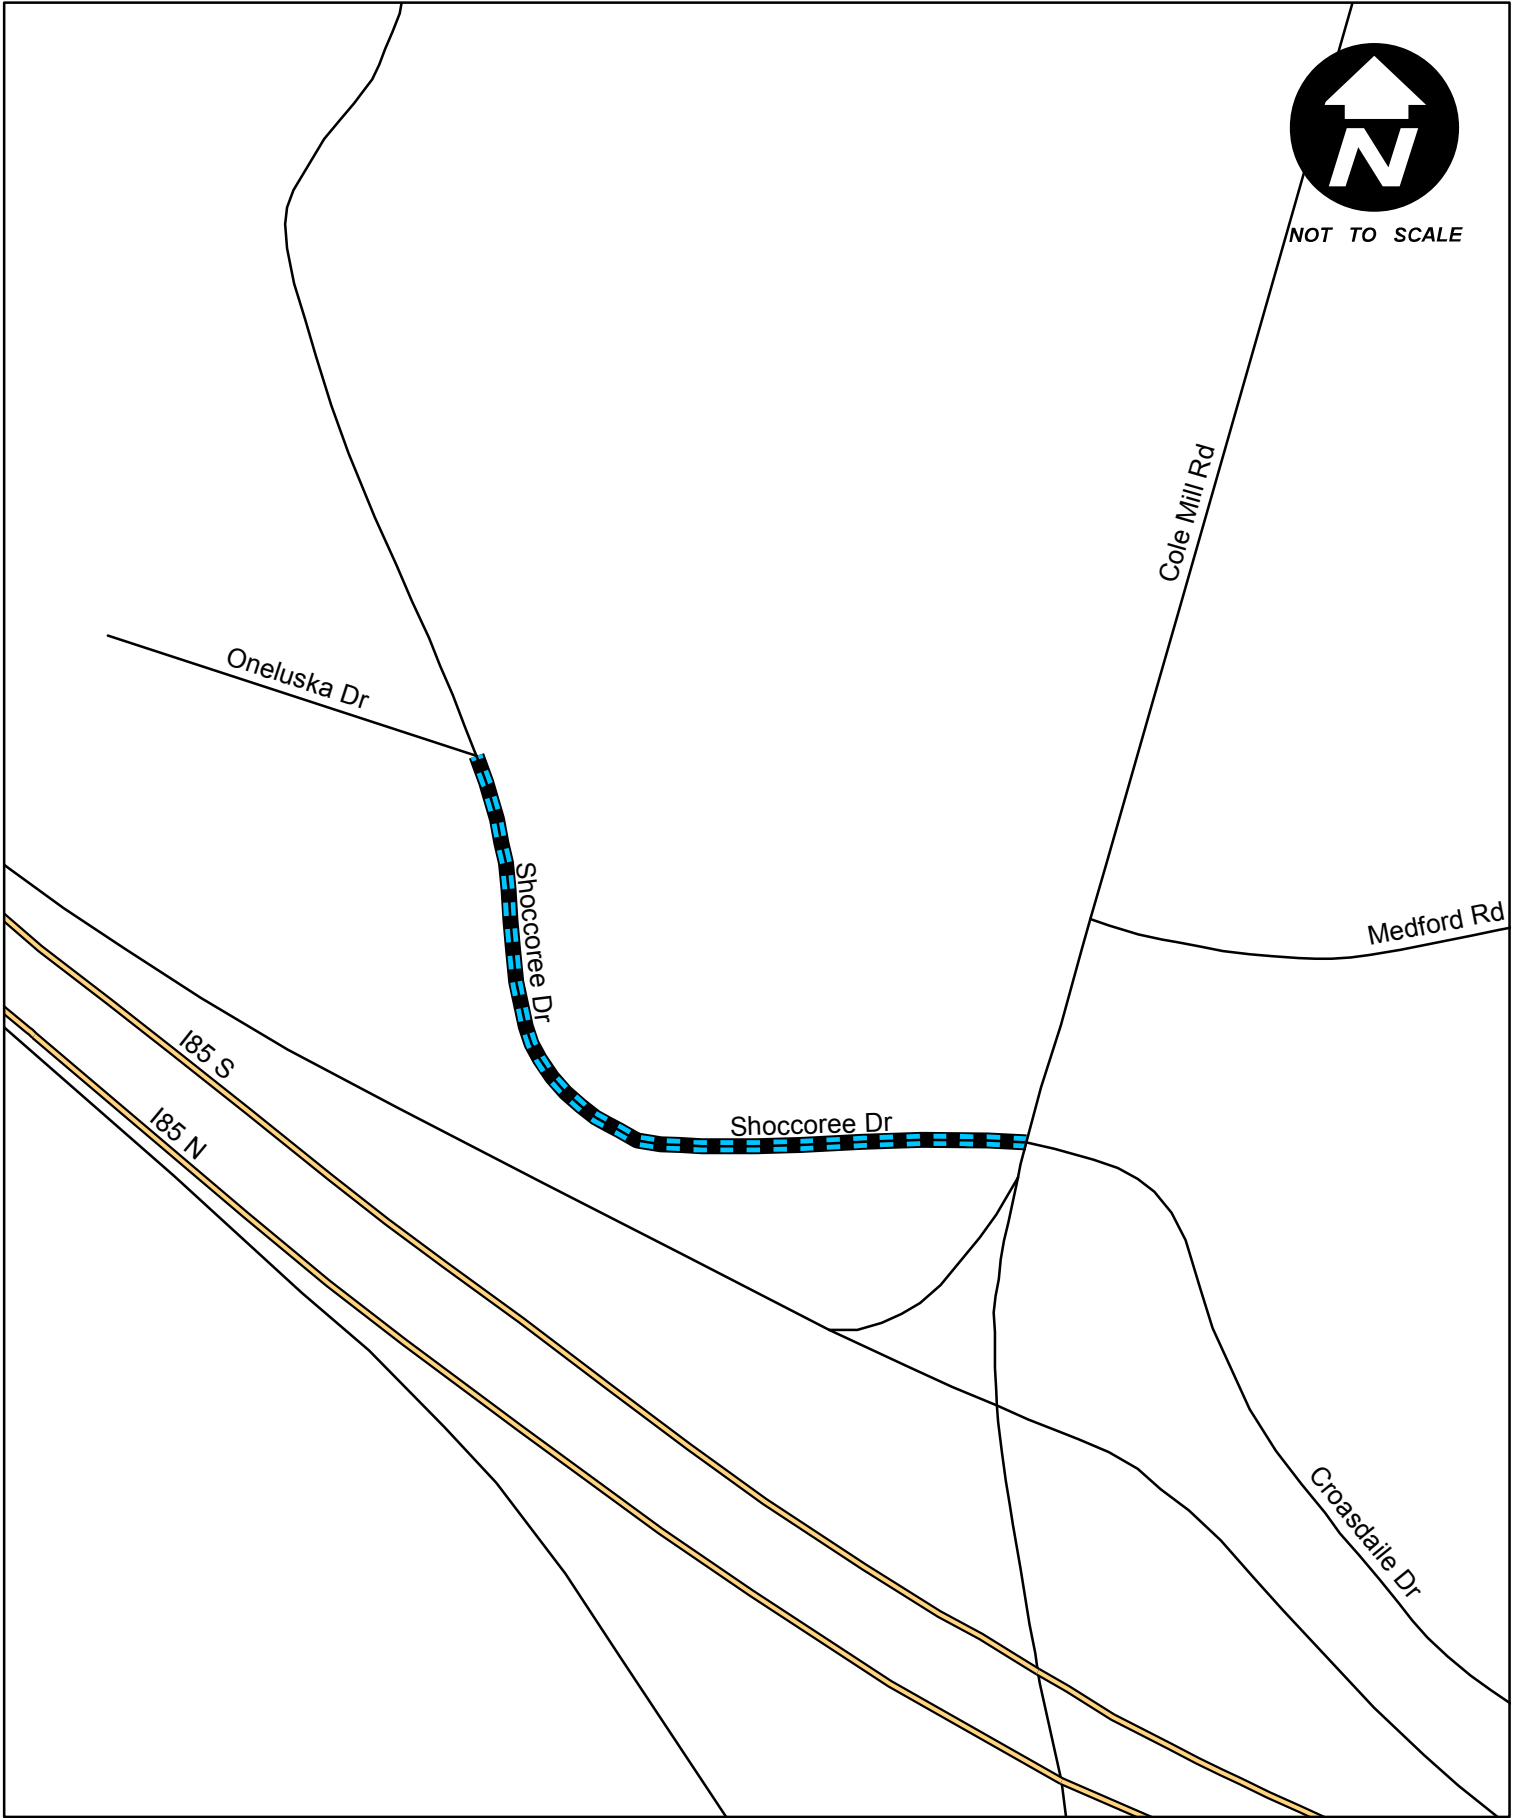 N
NOT TO SCALE
Cole Mill Rd
Oneluska Dr
Shoccoree Dr
Medford Rd
I85 S
I85 N
Shoccoree Dr
Croasdaile Dr